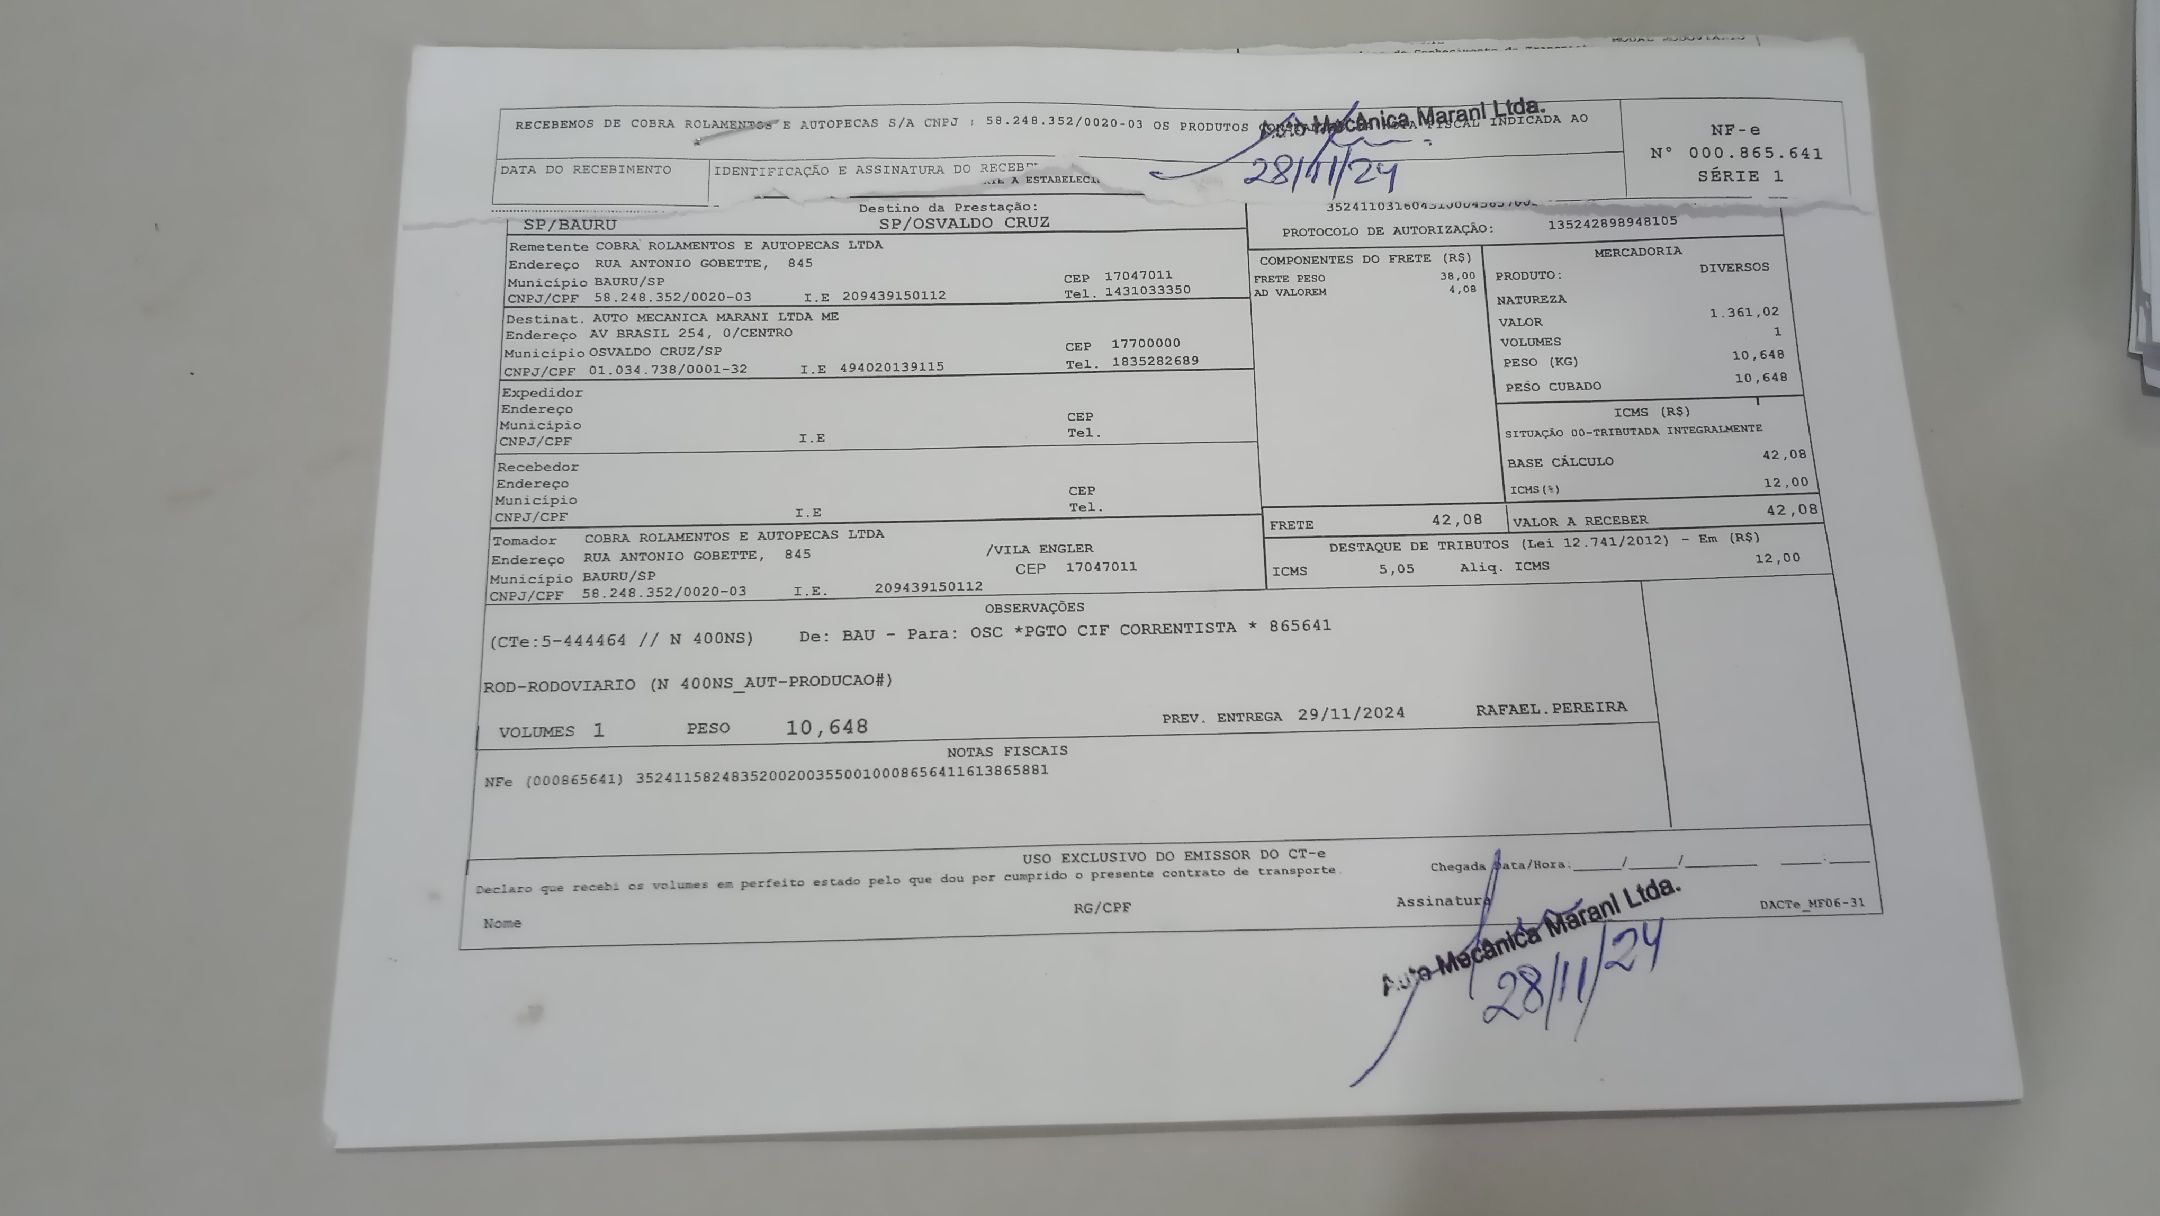 RECEBEMOS DE COBRA ROLAMENTOS E AUTOPECAS S/A CNPJ : 58.248.352/0020-03 OS PRODUTOS FISCAL INDICADA AO
Auto Mecânica Marani Ltda.
28/11/24
NF-e
N° 000.865.641
SÉRIE 1
DATA DO RECEBIMENTO IDENTIFICAÇÃO E ASSINATURA DO
A
Destino da Prestação:
SP/BAURU SP/OSVALDO CRUZ
PROTOCOLO DE AUTORIZAÇÃO: 135242898948105
Remetente COBRA ROLAMENTOS E AUTOPECAS LTDA
Endereço RUA ANTONIO GOBETTE, 845
Município BAURU/SP CEP 17047011
CNPJ/CPF 58.248.352/0020-03 I.E 209439150112 Tel. 1431033350
Destinat. AUTO MECANICA MARANI LTDA ME
Endereço AV BRASIL 254, 0/CENTRO
Município OSVALDO CRUZ/SP CEP 17700000
CNPJ/CPF 01.034.738/0001-32 I.E 494020139115 Tel. 1835282689
Expedidor
Endereço
Município CEP
CNPJ/CPF I.E Tel.
Recebedor
Endereço
Município CEP
CNPJ/CPF I.E Tel.
Tomador COBRA ROLAMENTOS E AUTOPECAS LTDA
Endereço RUA ANTONIO GOBETTE, 845 /VILA ENGLER
Município BAURU/SP CEP 17047011
CNPJ/CPF 58.248.352/0020-03 I.E. 209439150112
COMPONENTES DO FRETE (R$)
FRETE PESO 38,00
AD VALOREM 4,08
MERCADORIA
PRODUTO: DIVERSOS
NATUREZA
VALOR 1.361,02
VOLUMES 1
PESO (KG) 10,648
PESO CUBADO 10,648
ICMS (R$)
SITUAÇÃO 00-TRIBUTADA INTEGRALMENTE
BASE CÁLCULO 42,08
ICMS(%) 12,00
FRETE 42,08 VALOR A RECEBER 42,08
DESTAQUE DE TRIBUTOS (Lei 12.741/2012) - Em (R$)
ICMS 5,05 Aliq. ICMS 12,00
OBSERVAÇÕES
(CTe:5-444464 // N 400NS) De: BAU - Para: OSC *PGTO CIF CORRENTISTA * 865641
ROD-RODOVIARIO (N 400NS_AUT-PRODUCAO#)
VOLUMES 1 PESO 10,648 PREV. ENTREGA 29/11/2024 RAFAEL.PEREIRA
NOTAS FISCAIS
NFe (000865641) 35241158248352002003550010008656411613865881
USO EXCLUSIVO DO EMISSOR DO CT-e
Declaro que recebi os volumes em perfeito estado pelo que dou por cumprido o presente contrato de transporte.
Chegada Data/Hora:____/____/______ ____:____
Nome RG/CPF Assinatura
DACTe_MF06-31
Auto Mecânica Marani Ltda.
28/11/24